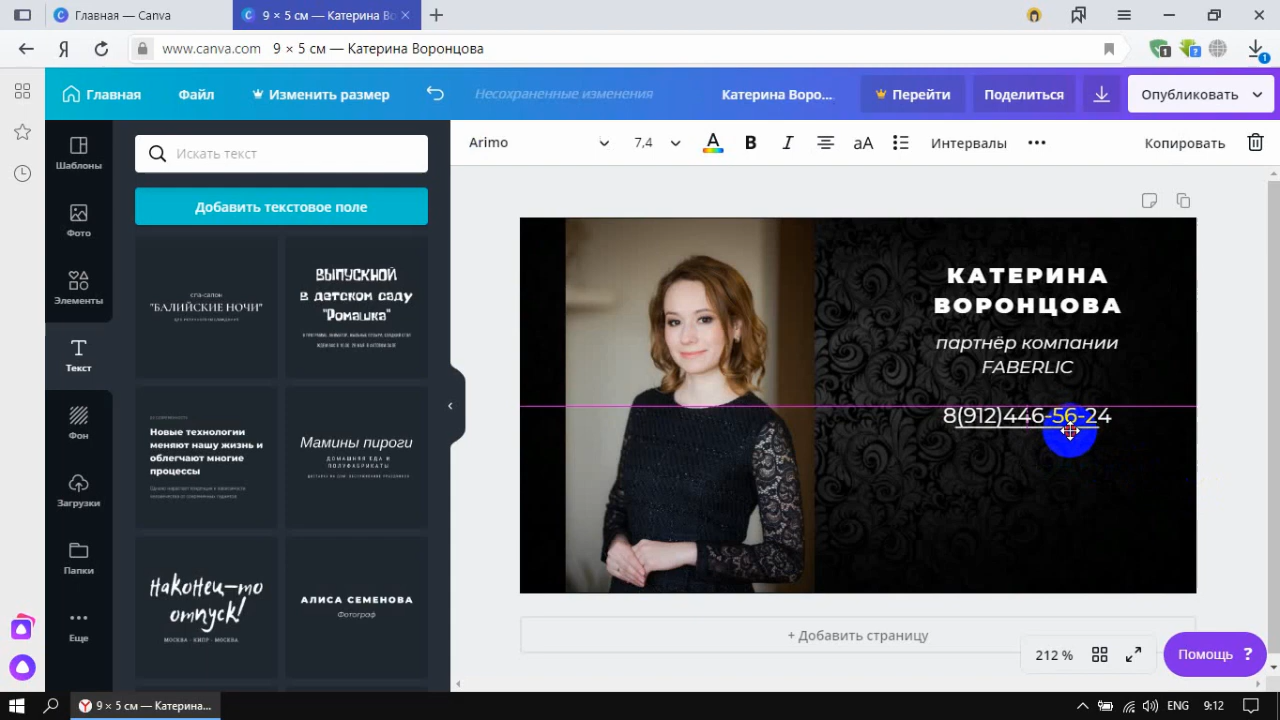 Главная — Canva
9 × 5 см — Катерина Во
www.canva.com 9 × 5 см — Катерина Воронцова
Главная Файл Изменить размер Несохраненные изменения Катерина Воро... Перейти Поделиться Опубликовать
Шаблоны
Фото
Элементы
Текст
Фон
Загрузки
Папки
Еще
Искать текст
Добавить текстовое поле
спа-салон
"БАЛИЙСКИЕ НОЧИ"
ВЫПУСКНОЙ
в детском саду
"Ромашка"
Новые технологии
меняют нашу жизнь и
облегчают многие
процессы
Мамины пироги
ДОМАШНЯЯ ЕДА И
ПОЛУФАБРИКАТЫ
Наконец-то
отпуск!
МОСКВА - КИПР - МОСКВА
АЛИСА СЕМЕНОВА
Фотограф
Arimo 7,4 A B I aA Интервалы Копировать
КАТЕРИНА
ВОРОНЦОВА
партнёр компании
FABERLIC
8(912)446-56-24
+ Добавить страницу
212 % Помощь ?
9 × 5 см — Катерина... ENG 9:12